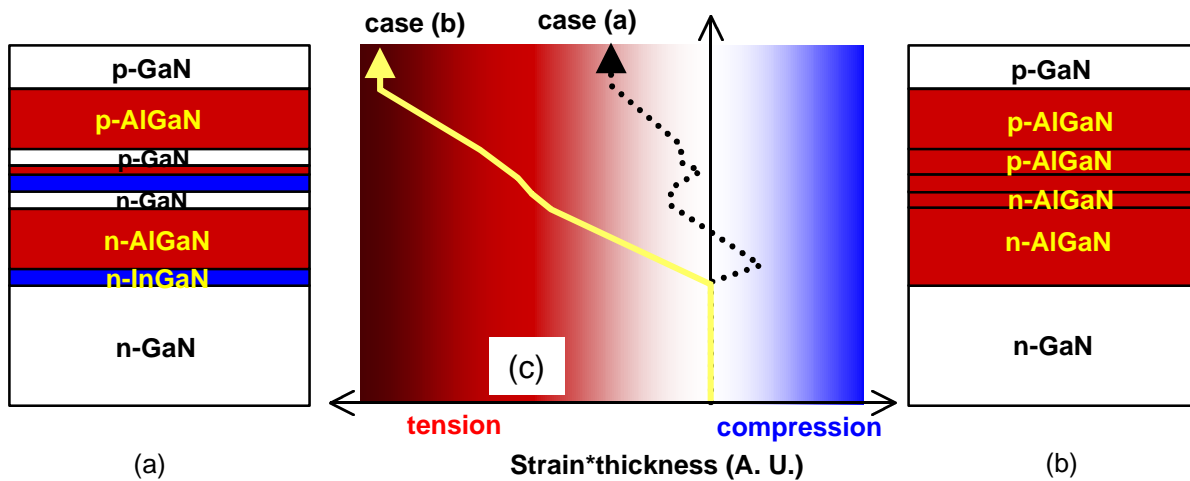 case (b)
case (a)
p-GaN
p-AlGaN
p-GaN
n-GaN
n-AlGaN
n-InGaN
n-GaN
(a)
(c)
tension
compression
Strain*thickness (A. U.)
p-GaN
p-AlGaN
p-AlGaN
n-AlGaN
n-AlGaN
n-GaN
(b)